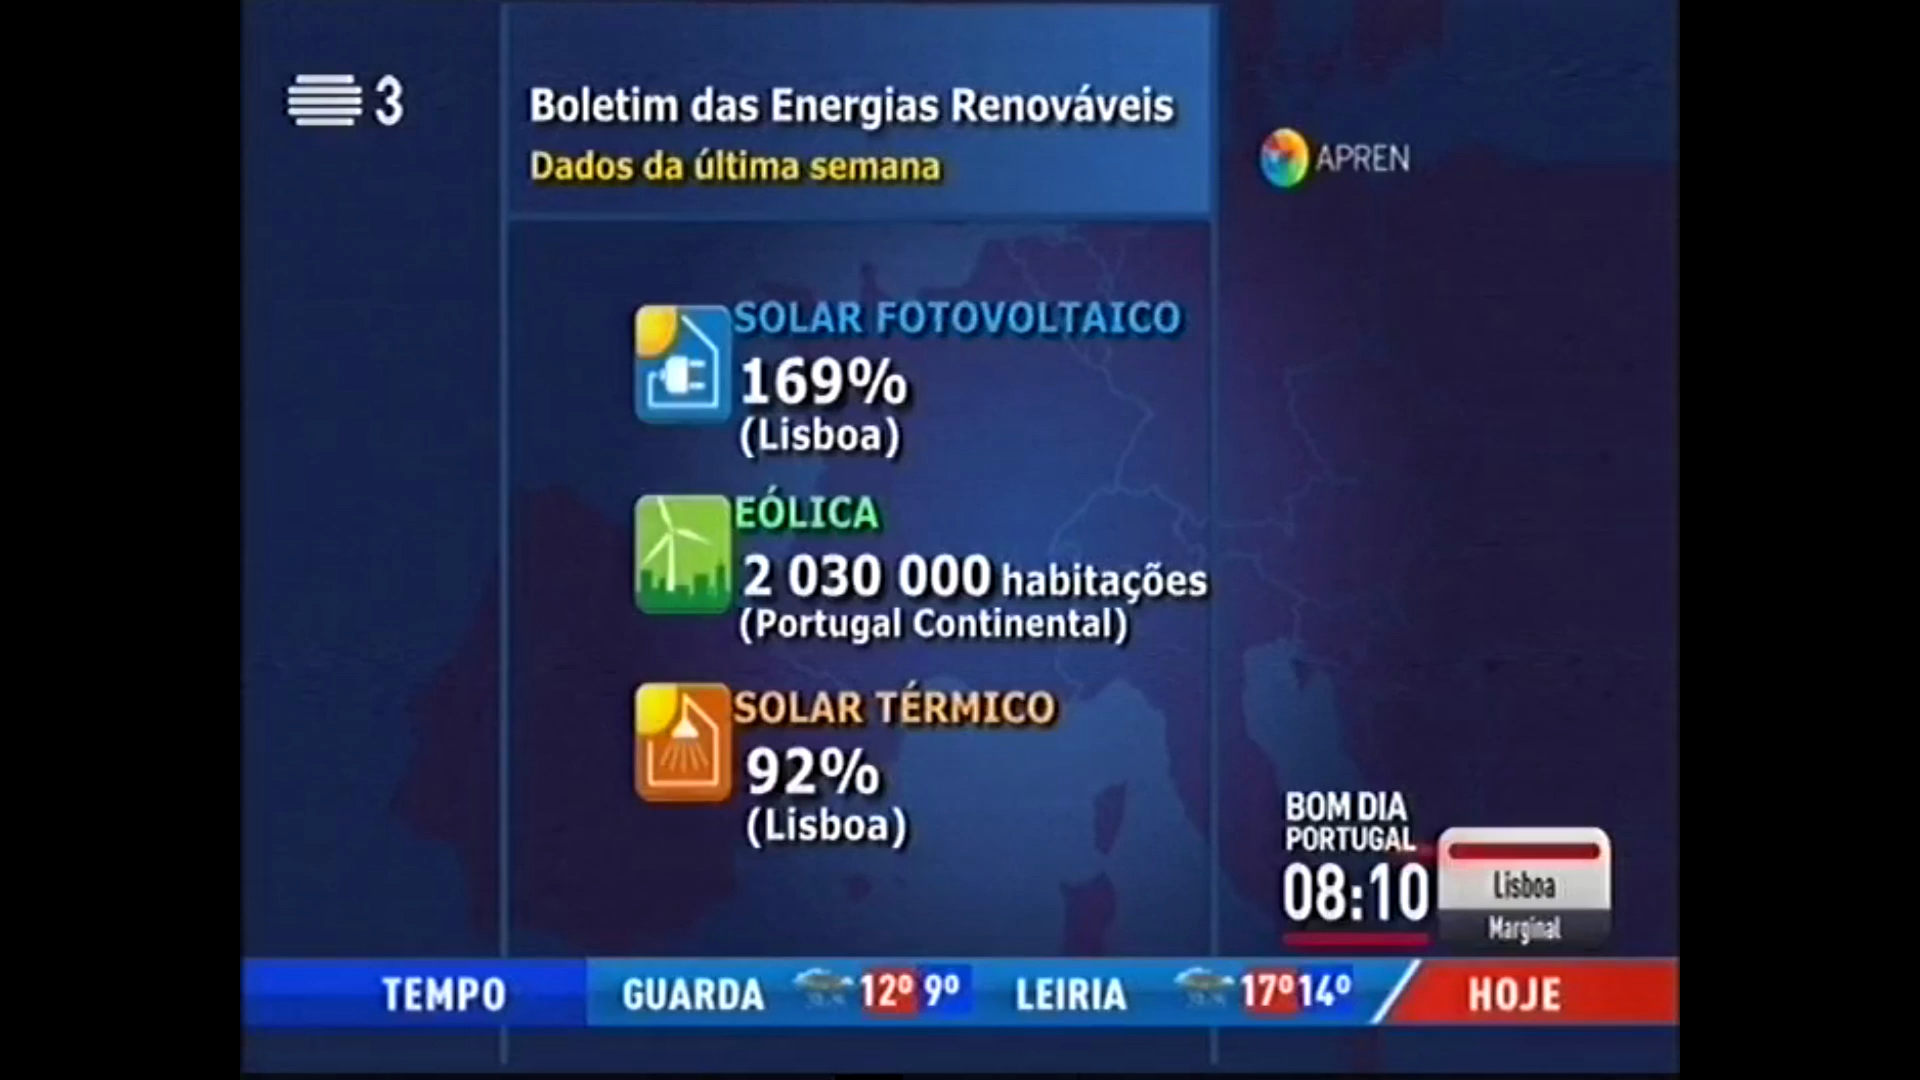 3
Boletim das Energias Renováveis
Dados da última semana
APREN
SOLAR FOTOVOLTAICO
169%
(Lisboa)
EÓLICA
2 030 000 habitações
(Portugal Continental)
SOLAR TÉRMICO
92%
(Lisboa)
BOM DIA
PORTUGAL
08:10
Lisboa
Marginal
TEMPO GUARDA 12º 9º LEIRIA 17º 14º HOJE